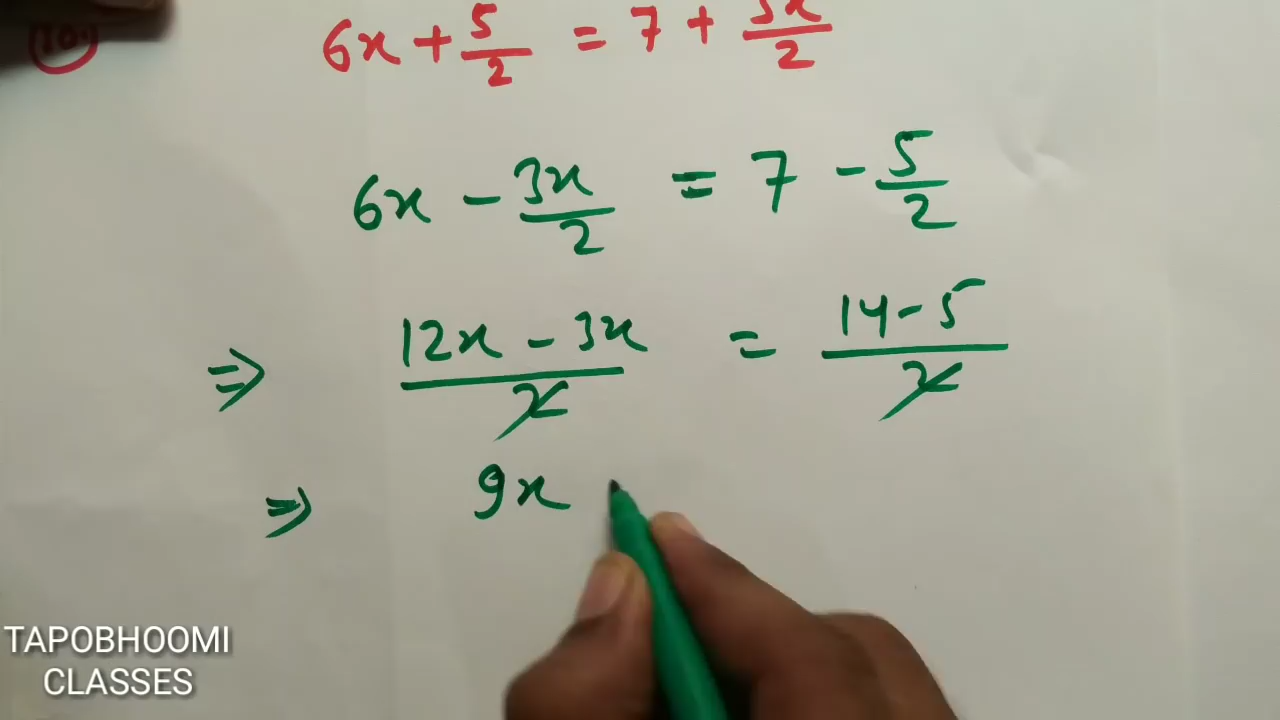 10. 6x + 5/2 = 7 + 3x/2
6x - 3x/2 = 7 - 5/2
⇒ 12x - 3x/2 = 14 - 5/2
⇒ 9x
TAPOBHOOMI
CLASSES